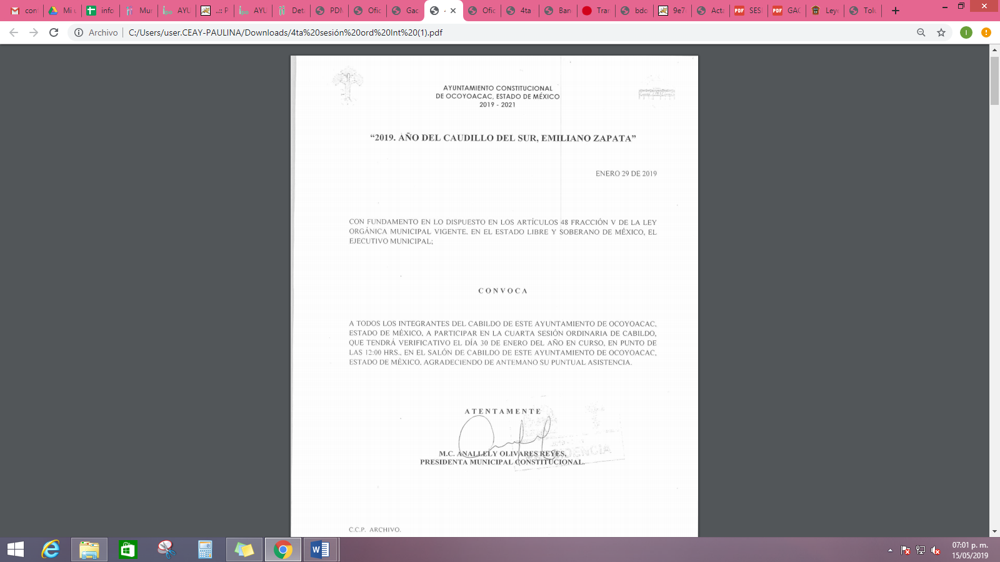 con
Mi u
info
Mur
AYU
..:: P
AYU
Det
PDM
Ofic
Gac
4
Ofic
4ta
Ban
Trar
bdo
9e7
Acta
PDF
SESI
PDF
GAC
Leye
Tolu
Archivo
C:/Users/user.CEAY-PAULINA/Downloads/4ta%20sesión%20ord%20Int%20(1).pdf
I
AYUNTAMIENTO CONSTITUCIONAL
DE OCOYOACAC, ESTADO DE MÉXICO
2019 - 2021
“2019. AÑO DEL CAUDILLO DEL SUR, EMILIANO ZAPATA”
ENERO 29 DE 2019
CON FUNDAMENTO EN LO DISPUESTO EN LOS ARTÍCULOS 48 FRACCIÓN V DE LA LEY
ORGÁNICA MUNICIPAL VIGENTE, EN EL ESTADO LIBRE Y SOBERANO DE MÉXICO, EL
EJECUTIVO MUNICIPAL;
C O N V O C A
A TODOS LOS INTEGRANTES DEL CABILDO DE ESTE AYUNTAMIENTO DE OCOYOACAC,
ESTADO DE MÉXICO, A PARTICIPAR EN LA CUARTA SESIÓN ORDINARIA DE CABILDO,
QUE TENDRÁ VERIFICATIVO EL DÍA 30 DE ENERO DEL AÑO EN CURSO, EN PUNTO DE
LAS 12:00 HRS., EN EL SALÓN DE CABILDO DE ESTE AYUNTAMIENTO DE OCOYOACAC,
ESTADO DE MÉXICO, AGRADECIENDO DE ANTEMANO SU PUNTUAL ASISTENCIA.
A T E N T A M E N T E
M.C. ANALLELY OLIVARES REYES,
PRESIDENTA MUNICIPAL CONSTITUCIONAL.
C.C.P. ARCHIVO.
07:01 p. m.
15/05/2019